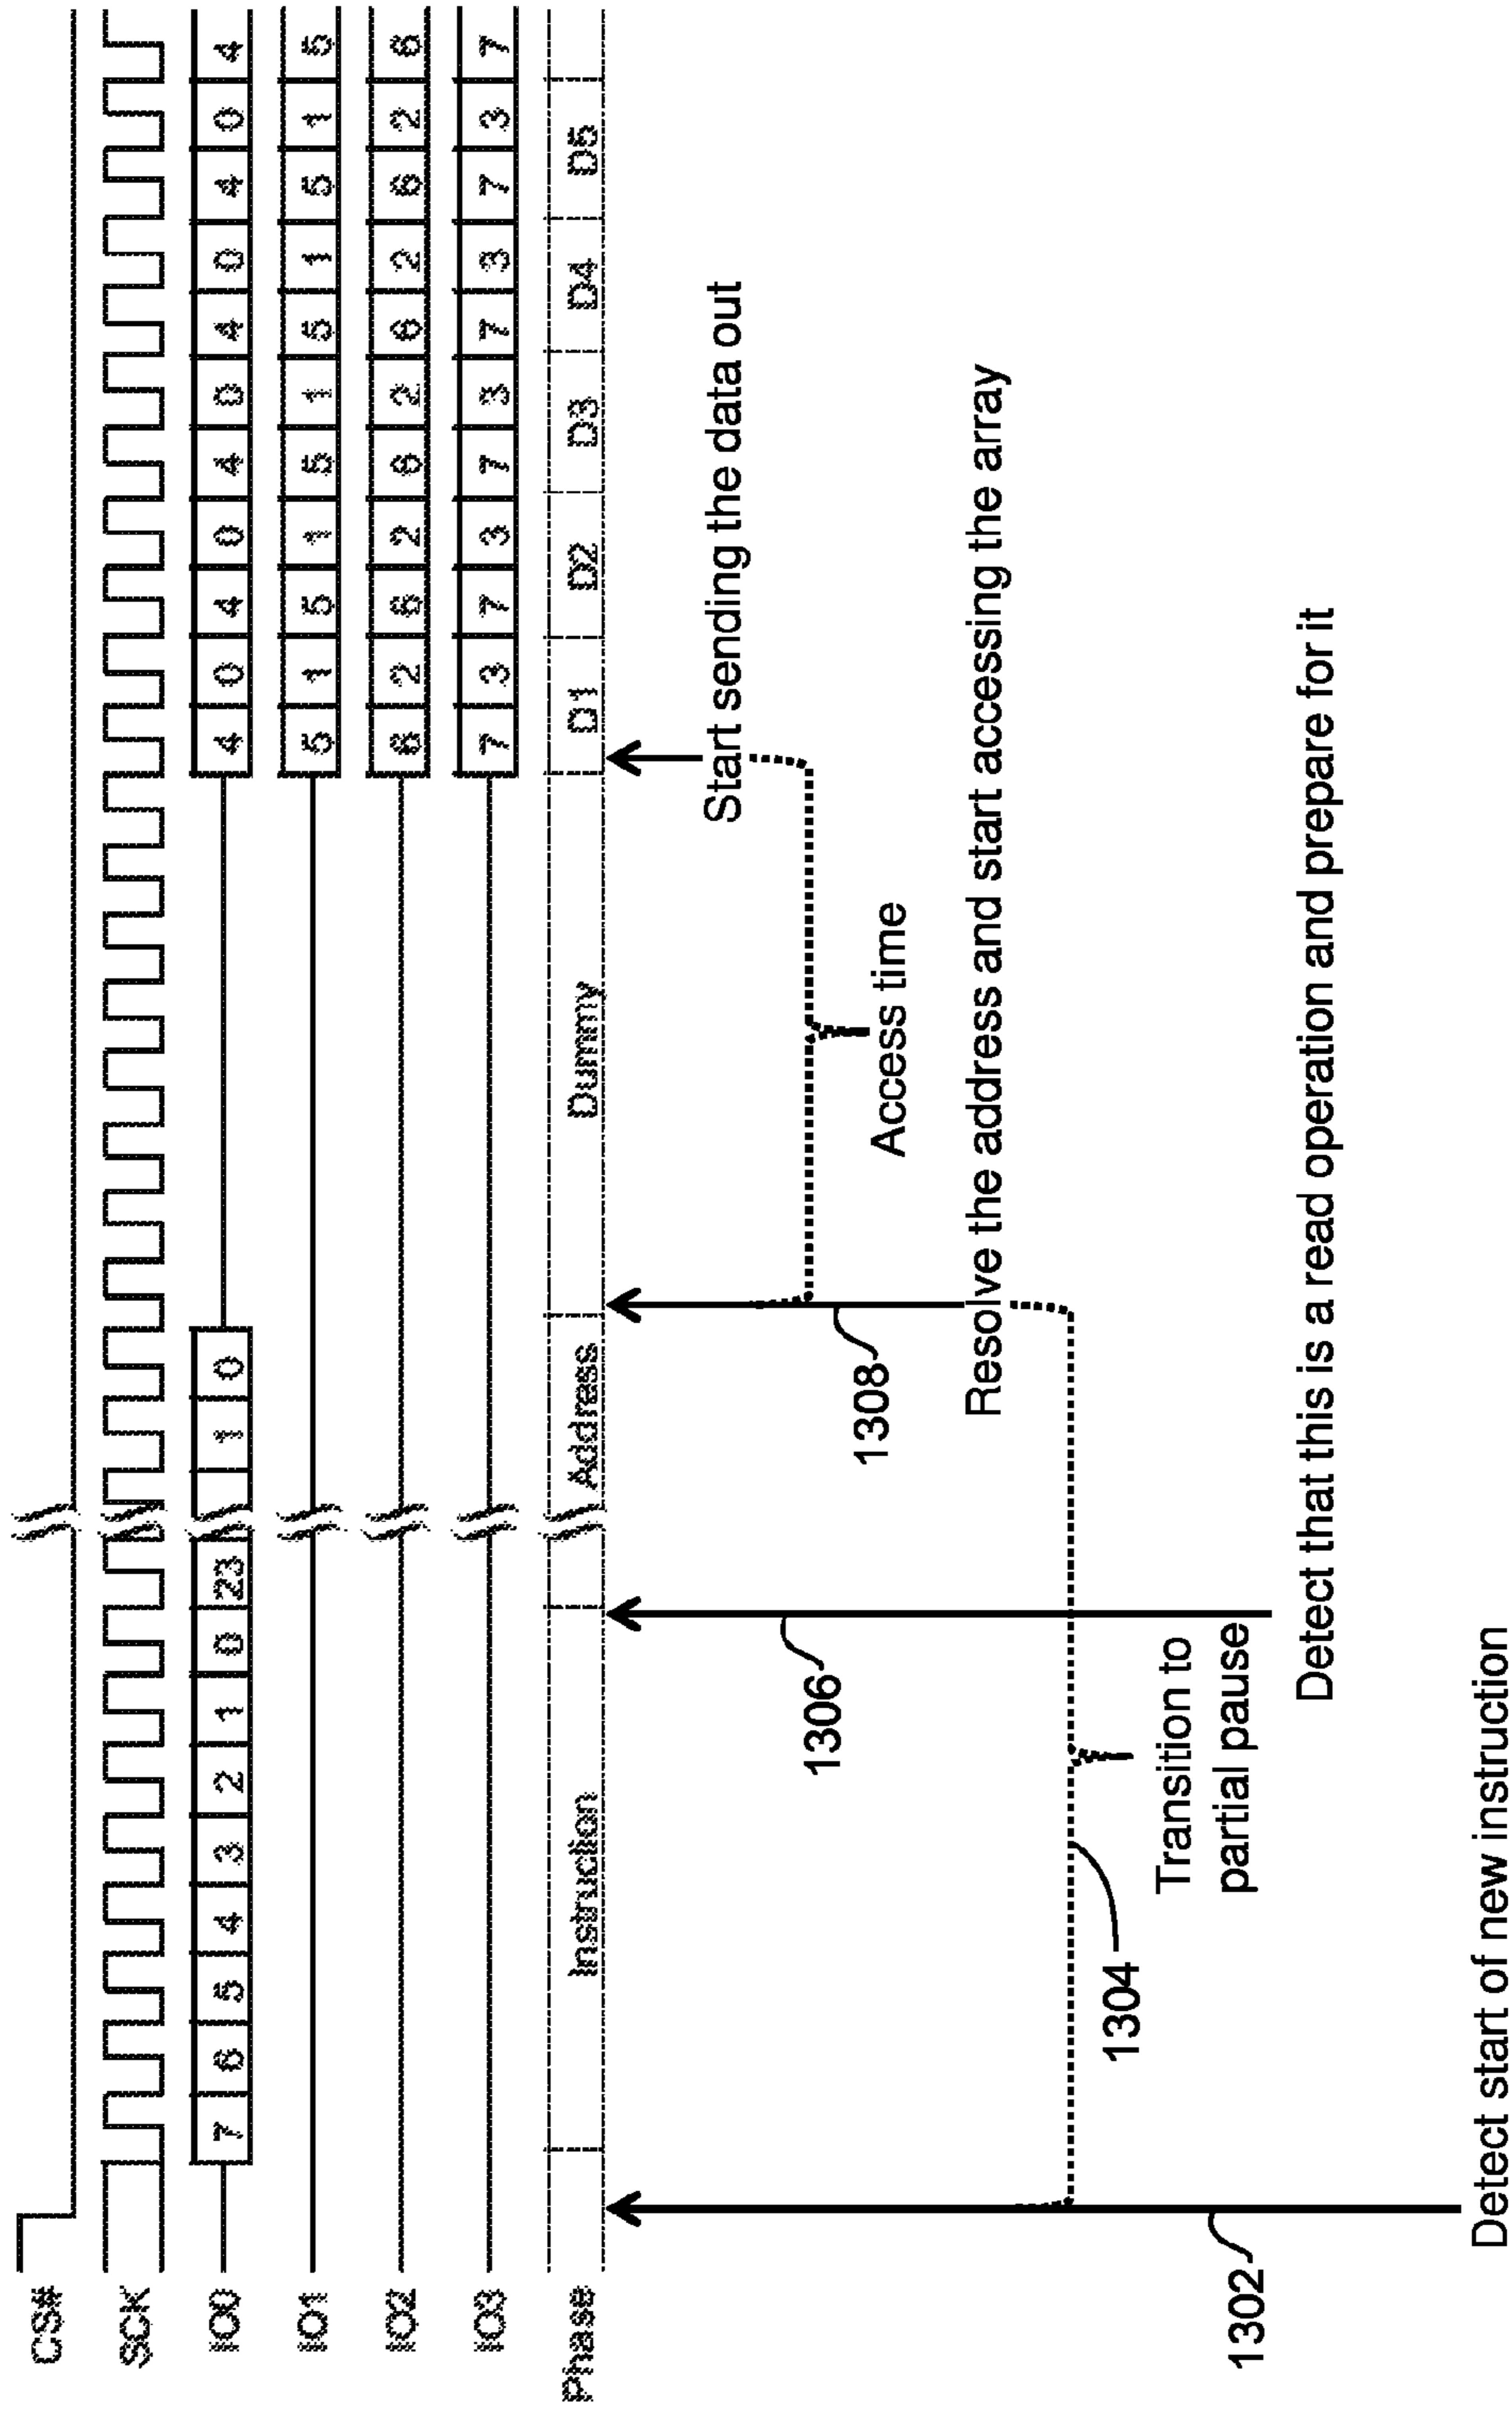 CS#
SCK
IO0 7 6 5 4 3 2 1 0 23 1 0 4 0 4 0 4 0 4 0 4 0 4
IO1 5 1 5 1 5 1 5 1 5 1 5
IO2 6 2 6 2 6 2 6 2 6 2 6
IO3 7 3 7 3 7 3 7 3 7 3 7
Phase Instruction Address Dummy D1 D2 D3 D4 D5
Start sending the data out
Access time
1308
Resolve the address and start accessing the array
1306
1304
Transition to
partial pause
Detect that this is a read operation and prepare for it
1302
Detect start of new instruction